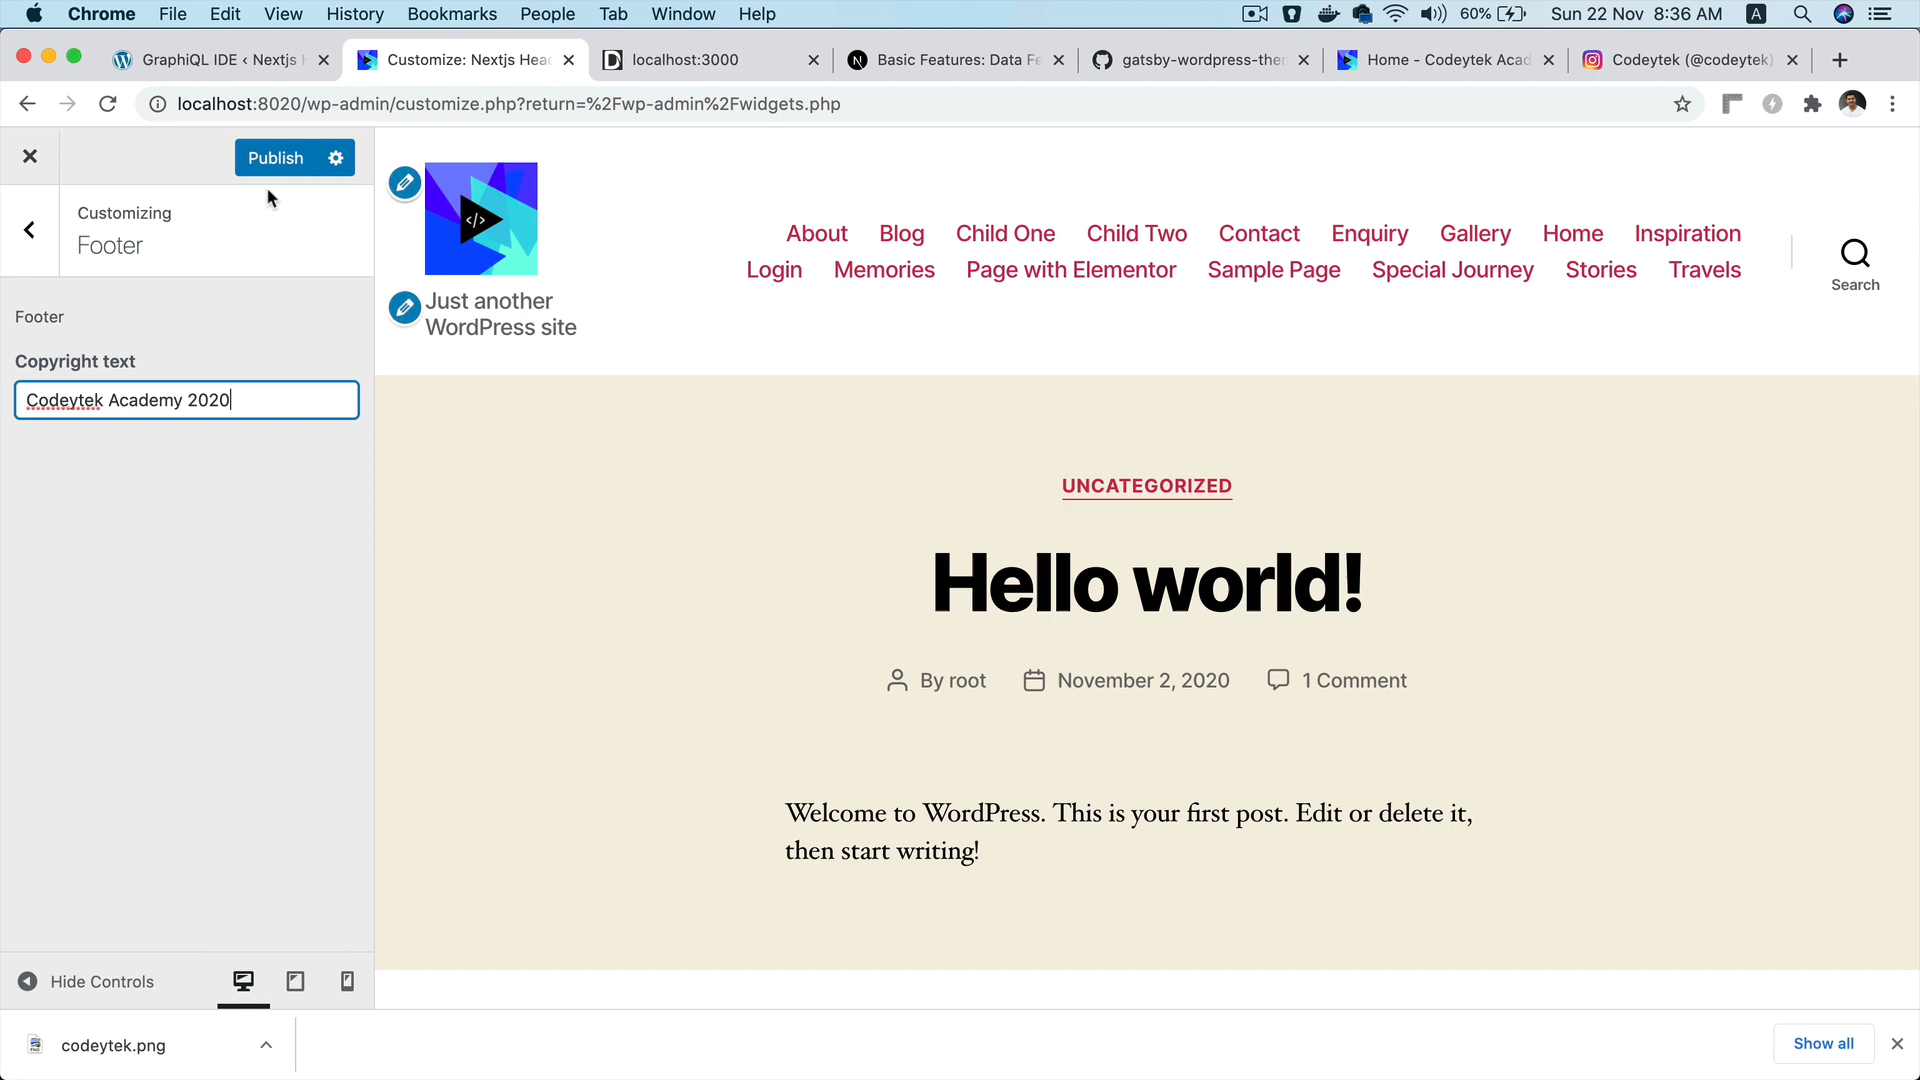 Chrome File Edit View History Bookmarks People Tab Window Help 60% Sun 22 Nov 8:36 AM A
GraphiQL IDE ‹ Nextjs H Customize: Nextjs Hea localhost:3000 Basic Features: Data Fe gatsby-wordpress-the Home - Codeytek Acad Codeytek (@codeytek)
localhost:8020/wp-admin/customize.php?return=%2Fwp-admin%2Fwidgets.php
Publish
Customizing
Footer
Footer
Copyright text
Codeytek Academy 2020
Hide Controls
</>
Just another
WordPress site
About Blog Child One Child Two Contact Enquiry Gallery Home Inspiration
Login Memories Page with Elementor Sample Page Special Journey Stories Travels
Search
UNCATEGORIZED
Hello world!
By root November 2, 2020 1 Comment
Welcome to WordPress. This is your first post. Edit or delete it,
then start writing!
codeytek.png
Show all